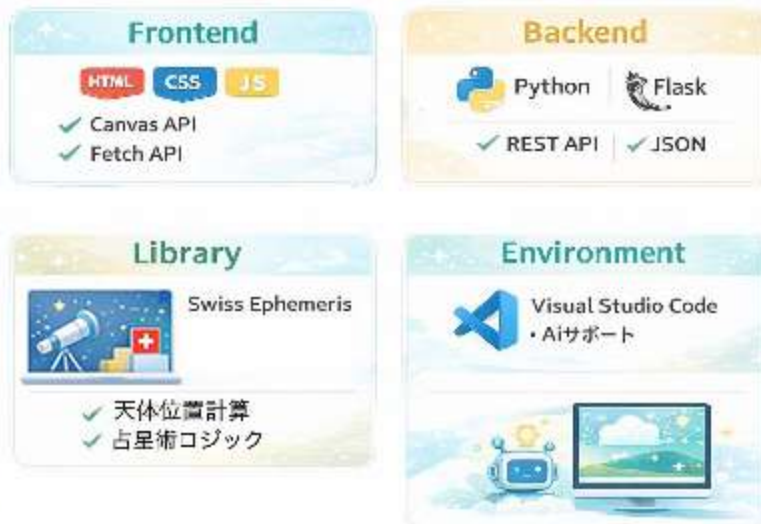 Frontend
HTML CSS JS
✓ Canvas API
✓ Fetch API
Backend
Python Flask
✓ REST API ✓ JSON
Library
Swiss Ephemeris
✓ 天体位置計算
✓ 占星術コジック
Environment
Visual Studio Code
・Aiサポート